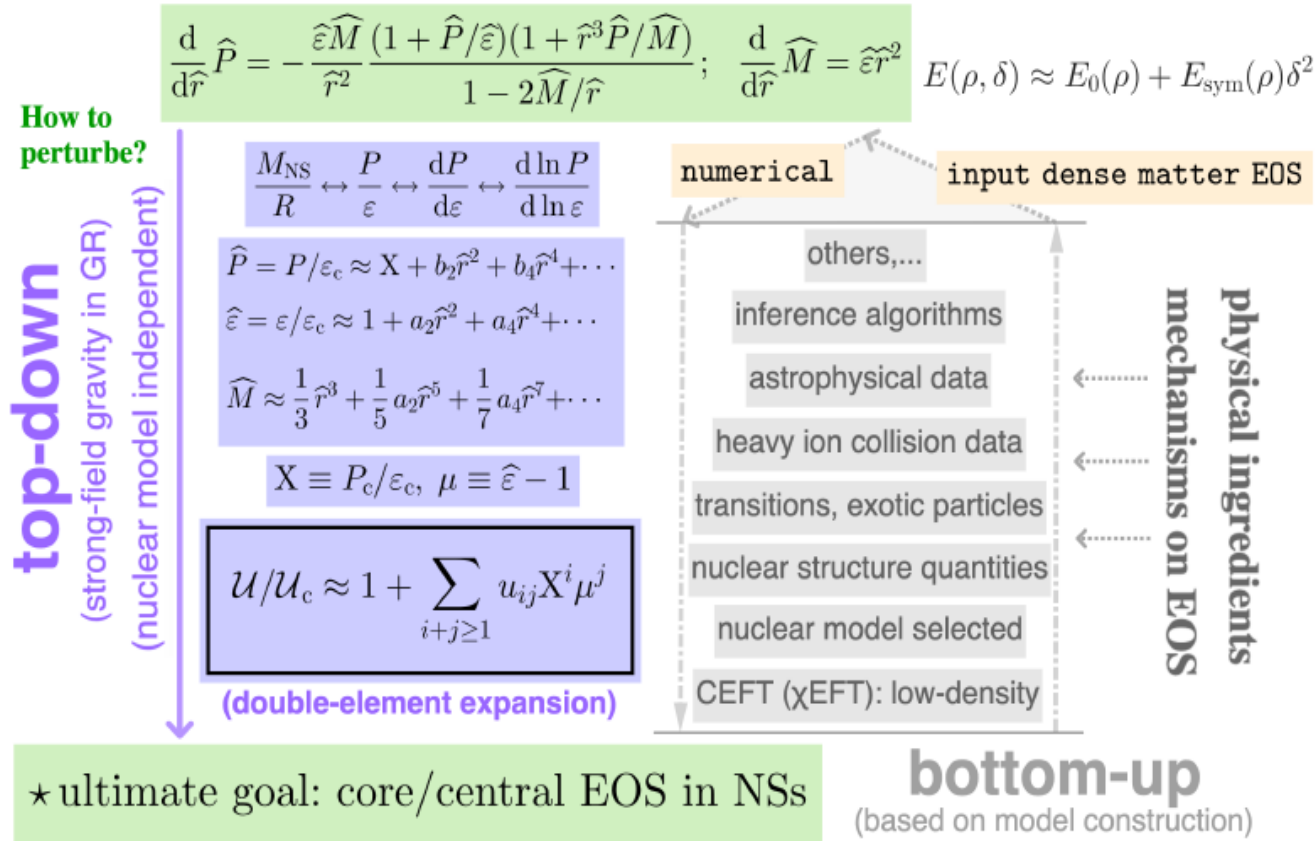 d/dr̂ P̂ = −(ε̂M̂/r̂²) (1 + P̂/ε̂)(1 + r̂³P̂/M̂)/(1 − 2M̂/r̂) ; d/dr̂ M̂ = ε̂r̂²
E(ρ, δ) ≈ E₀(ρ) + E_sym(ρ)δ²
How to
perturbe?
top-down
(strong-field gravity in GR)
(nuclear model independent)
M_NS/R ↔ P/ε ↔ dP/dε ↔ d ln P/d ln ε
P̂ = P/ε_c ≈ X + b₂r̂² + b₄r̂⁴+···
ε̂ = ε/ε_c ≈ 1 + a₂r̂² + a₄r̂⁴+···
M̂ ≈ 1/3 r̂³ + 1/5 a₂r̂⁵ + 1/7 a₄r̂⁷+···
X ≡ P_c/ε_c, μ ≡ ε̂ − 1
𝒰/𝒰_c ≈ 1 + ∑_{i+j≥1} u_{ij}X^i μ^j
(double-element expansion)
★ ultimate goal: core/central EOS in NSs
numerical
input dense matter EOS
others,...
inference algorithms
astrophysical data
heavy ion collision data
transitions, exotic particles
nuclear structure quantities
nuclear model selected
CEFT (χEFT): low-density
physical ingredients
mechanisms on EOS
bottom-up
(based on model construction)